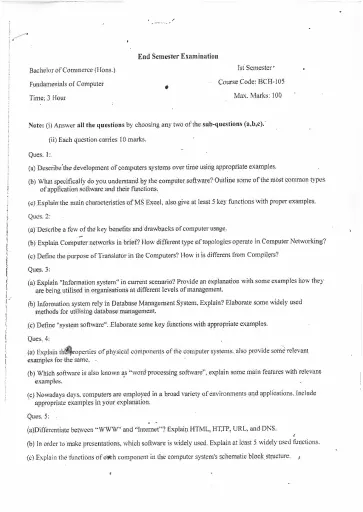 End Semester Examination
Bachelor of Commerce (Hons.)
Ist Semester
Fundamentals of Computer
Course Code: BCH-105
Time: 3 Hour
Max. Marks: 100
Note: (i) Answer all the questions by choosing any two of the sub-questions (a,b,c).
(ii) Each question carries 10 marks.
Ques. 1:
(a) Describe the development of computers systems over time using appropriate examples.
(b) What specifically do you understand by the computer software? Outline some of the most common types
of application software and their functions.
(c) Explain the main characteristics of MS Excel, also give at least 5 key functions with proper examples.
Ques. 2:
(a) Describe a few of the key benefits and drawbacks of computer usage.
(b) Explain Computer networks in brief? How different type of topologies operate in Computer Networking?
(c) Define the purpose of Translator in the Computers? How it is different from Compilers?
Ques. 3:
(a) Explain "Information system" in current scenario? Provide an explanation with some examples how they
are being utilised in organisations at different levels of management.
(b) Information system rely in Database Management System, Explain? Elaborate some widely used
methods for utilising database management.
(c) Define "system software". Elaborate some key functions with appropriate examples.
Ques. 4:
(a) Explain the properties of physical components of the computer systems, also provide some relevant
examples for the same.
(b) Which software is also known as "word processing software", explain some main features with relevant
examples.
(c) Nowadays days, computers are employed in a broad variety of environments and applications. Include
appropriate examples in your explanation.
Ques. 5:
(a)Differentiate between "WWW" and "Internet"? Explain HTML, HTTP, URL, and DNS.
(b) In order to make presentations, which software is widely used. Explain at least 5 widely used functions.
(c) Explain the functions of each component in the computer system's schematic block structure.